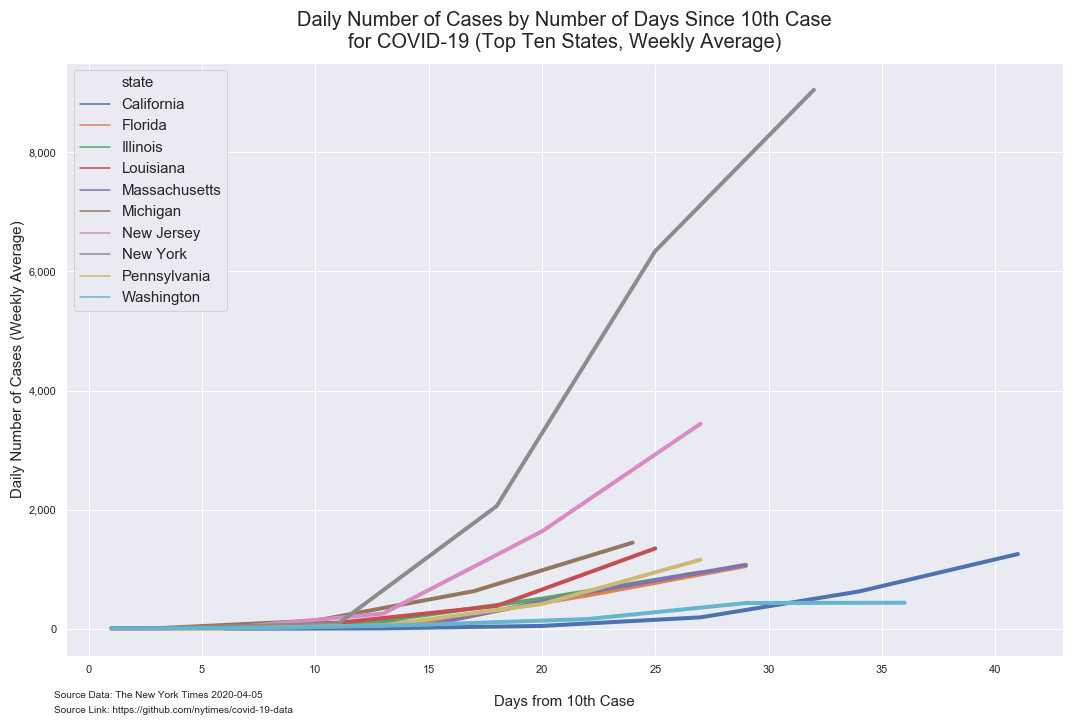 Daily Number of Cases by Number of Days Since 10th Case
for COVID-19 (Top Ten States, Weekly Average)
state
California
Florida
Illinois
Louisiana
Massachusetts
Michigan
New Jersey
New York
Pennsylvania
Washington
Daily Number of Cases (Weekly Average)
8,000
6,000
4,000
2,000
0
0 5 10 15 20 25 30 35 40
Days from 10th Case
Source Data: The New York Times 2020-04-05
Source Link: https://github.com/nytimes/covid-19-data